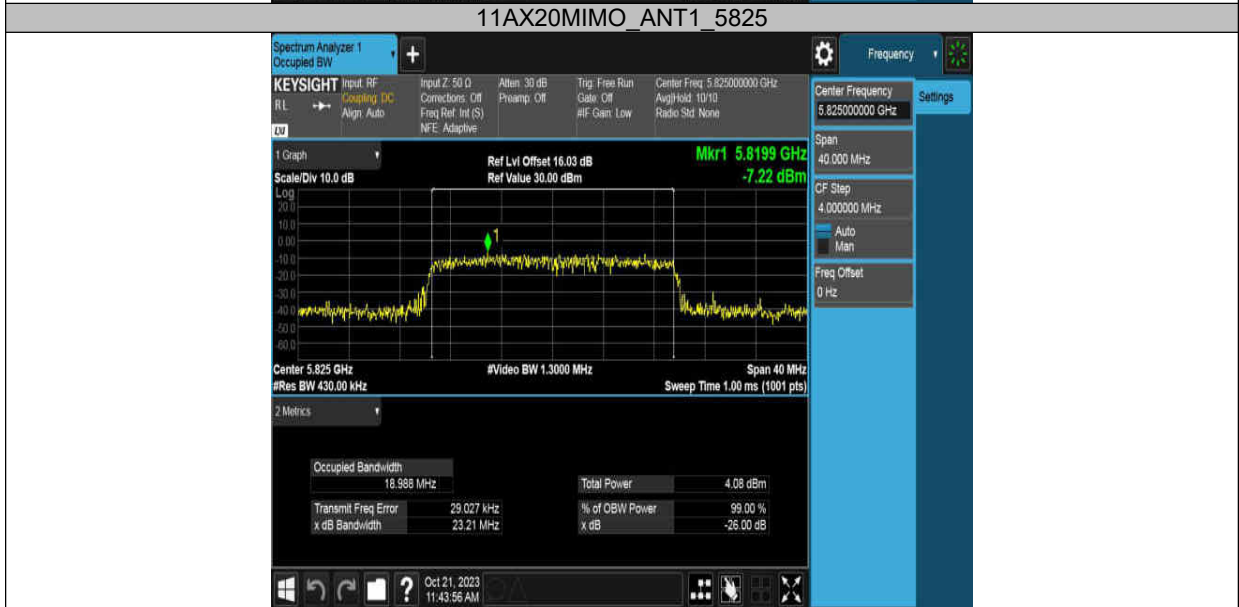 11AX20MIMO_ANT1_5825
Spectrum Analyzer 1
Occupied BW
+
Frequency
KEYSIGHT Input: RF Input Z: 50 Ω Atten: 30 dB Trig: Free Run Center Freq: 5.825000000 GHz
RL Coupling: DC Corrections: Off Preamp: Off Gate: Off Avg|Hold: 10/10
Align: Auto Freq Ref: Int (S) #IF Gain: Low Radio Std: None
NFE: Adaptive
Center Frequency
5.825000000 GHz
Settings
Span
40.000 MHz
CF Step
4.000000 MHz
Auto
Man
Freq Offset
0 Hz
1 Graph
Ref Lvl Offset 16.03 dB
Mkr1 5.8199 GHz
Scale/Div 10.0 dB
Ref Value 30.00 dBm
-7.22 dBm
Log
20.0
10.0
0.00
-10.0
-20.0
-30.0
-40.0
-50.0
-60.0
1
Center 5.825 GHz #Video BW 1.3000 MHz Span 40 MHz
#Res BW 430.00 kHz Sweep Time 1.00 ms (1001 pts)
2 Metrics
Occupied Bandwidth
18.988 MHz
Total Power 4.08 dBm
Transmit Freq Error 29.027 kHz % of OBW Power 99.00 %
x dB Bandwidth 23.21 MHz x dB -26.00 dB
?
Oct 21, 2023
11:43:56 AM